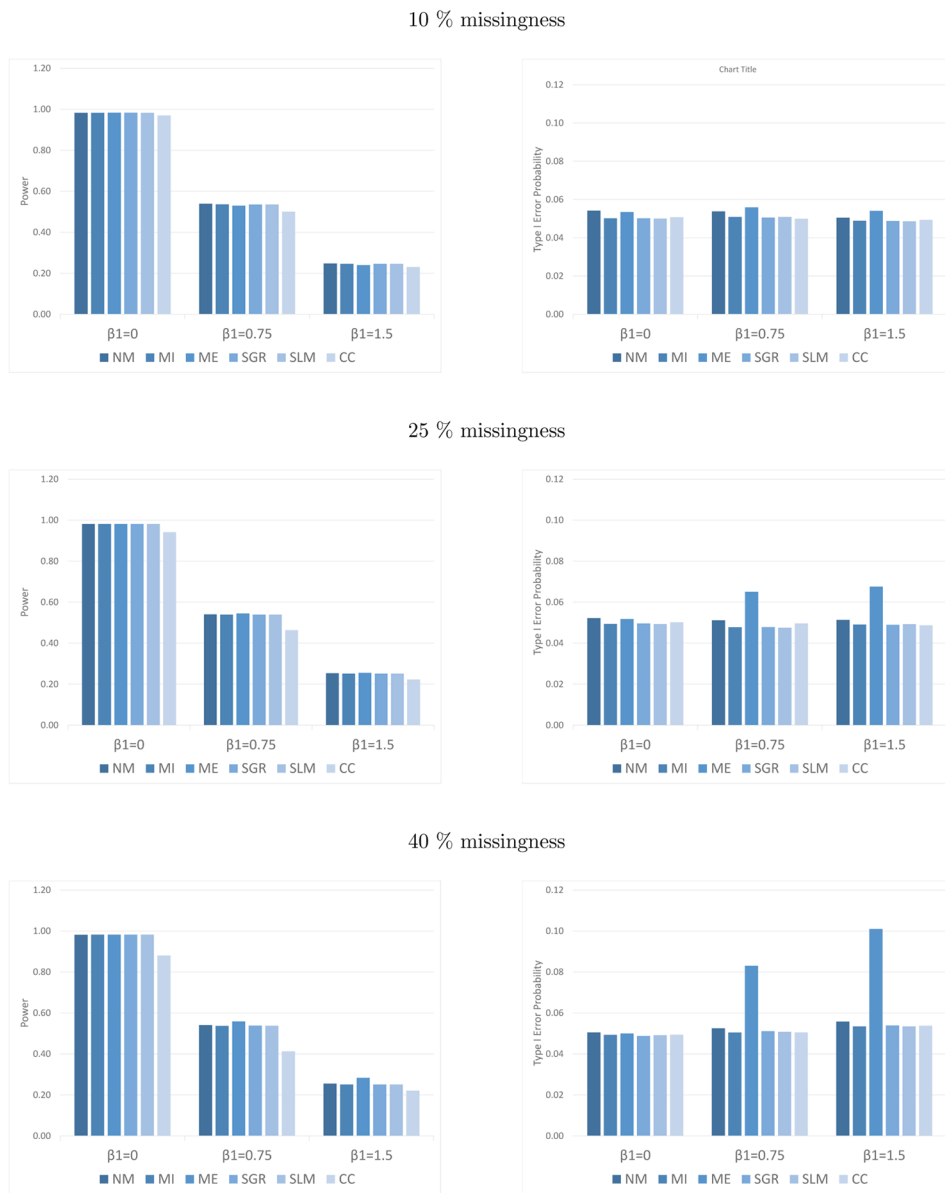 10 % missingness
1.20
1.00
0.80
0.60
0.40
0.20
0.00
Power
β1=0 β1=0.75 β1=1.5
NM MI ME SGR SLM CC
Chart Title
0.12
0.10
0.08
0.06
0.04
0.02
0.00
Type I Error Probability
β1=0 β1=0.75 β1=1.5
NM MI ME SGR SLM CC
25 % missingness
1.20
1.00
0.80
0.60
0.40
0.20
0.00
Power
β1=0 β1=0.75 β1=1.5
NM MI ME SGR SLM CC
0.12
0.10
0.08
0.06
0.04
0.02
0.00
Type I Error Probability
β1=0 β1=0.75 β1=1.5
NM MI ME SGR SLM CC
40 % missingness
1.20
1.00
0.80
0.60
0.40
0.20
0.00
Power
β1=0 β1=0.75 β1=1.5
NM MI ME SGR SLM CC
0.12
0.10
0.08
0.06
0.04
0.02
0.00
Type I Error Probability
β1=0 β1=0.75 β1=1.5
NM MI ME SGR SLM CC